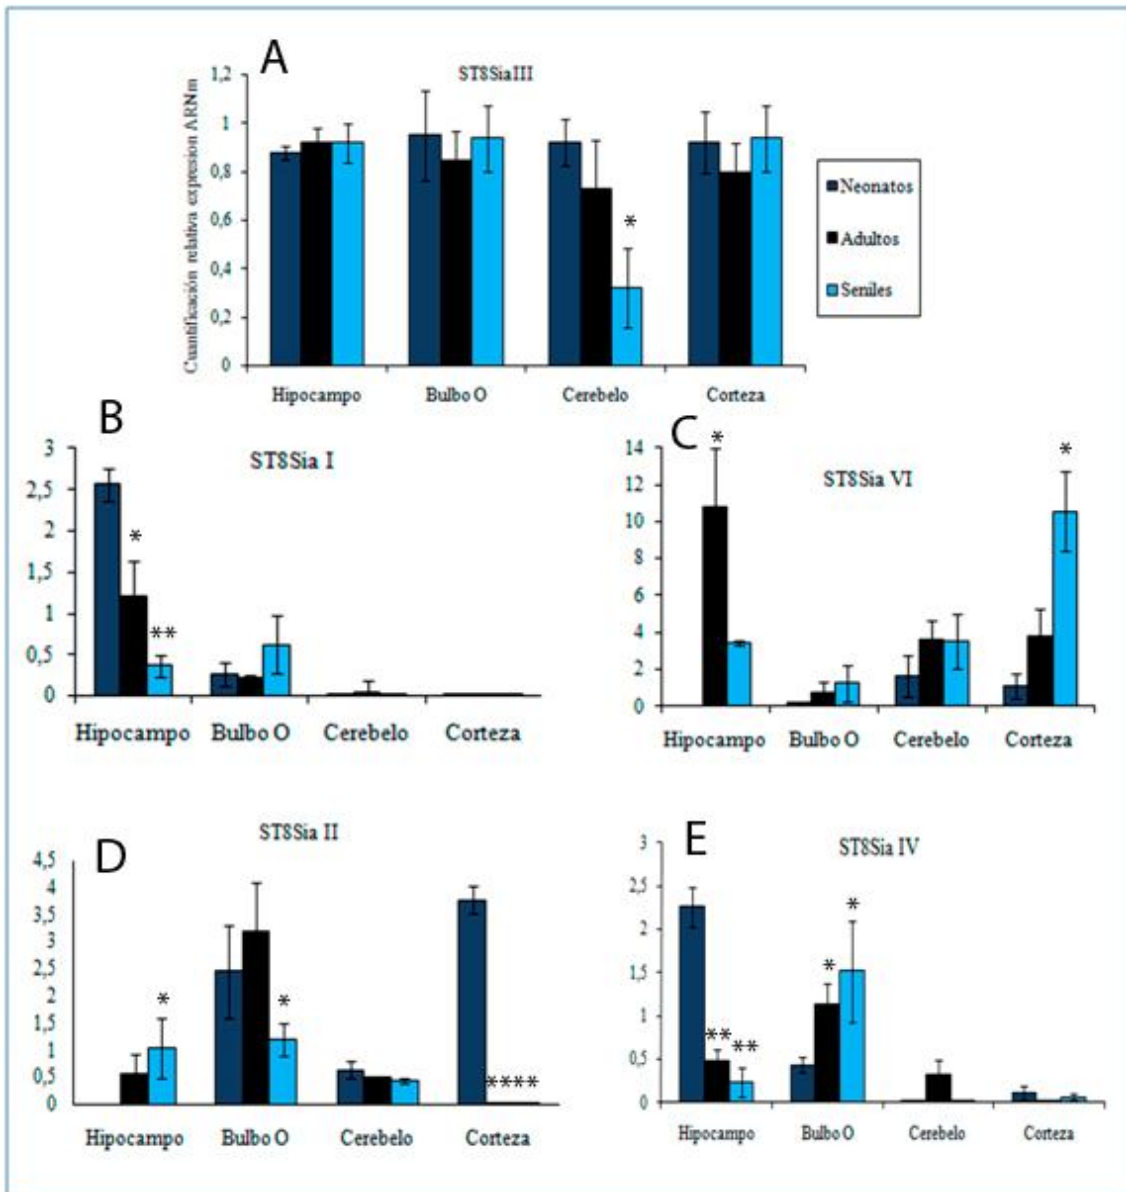 A
ST8SiaIII
Cuantificación relativa expresion ARNm
1,2
1
0,8
0,6
0,4
0,2
0
*
Hipocampo Bulbo O Cerebelo Corteza
Neonatos
Adultos
Seniles
B
ST8Sia I
3
2,5
2
1,5
1
0,5
0
*
**
Hipocampo Bulbo O Cerebelo Corteza
C
ST8Sia VI
14
12
10
8
6
4
2
0
*
*
Hipocampo Bulbo O Cerebelo Corteza
D
ST8Sia II
4,5
4
3,5
3
2,5
2
1,5
1
0,5
0
*
*
****
Hipocampo Bulbo O Cerebelo Corteza
E
ST8Sia IV
3
2,5
2
1,5
1
0,5
0
**
**
*
*
Hipocampo Bulbo O Cerebelo Corteza